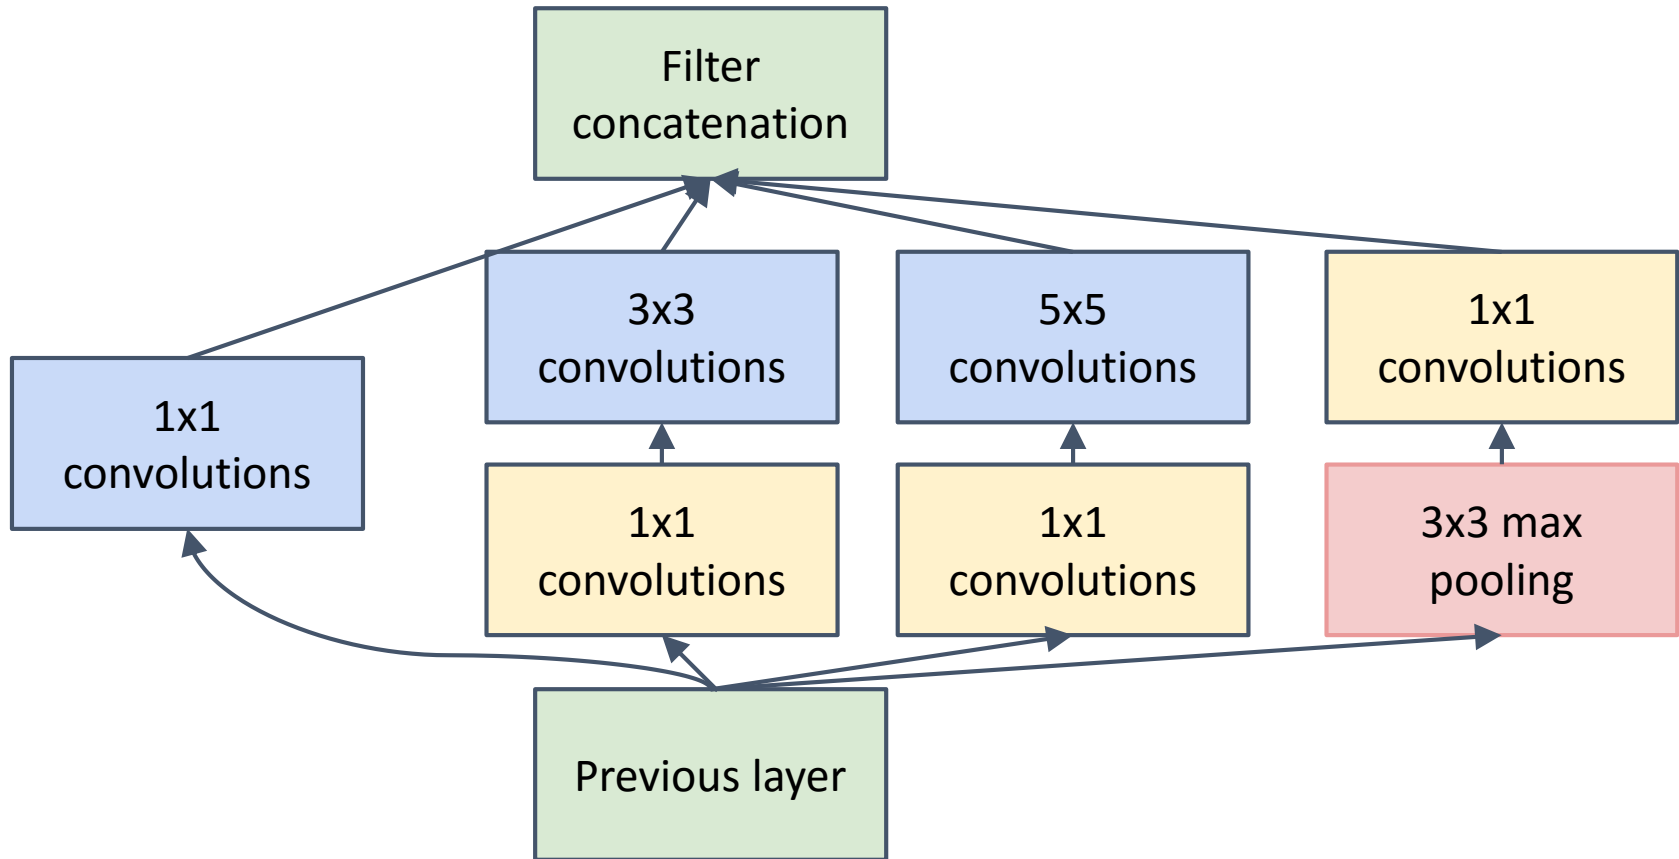 Filter
concatenation
3x3
convolutions
5x5
convolutions
1x1
convolutions
1x1
convolutions
1x1
convolutions
1x1
convolutions
3x3 max
pooling
Previous layer